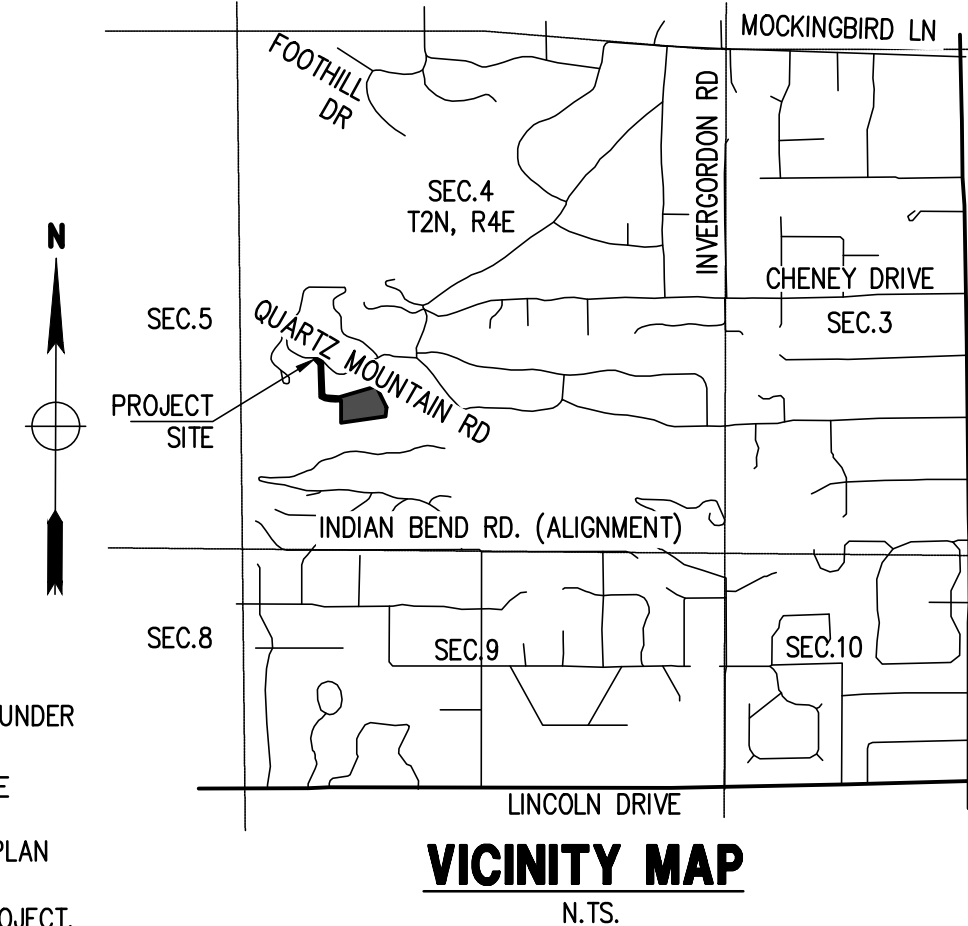 MOCKINGBIRD LN
FOOTHILL
DR
INVERGORDON RD
SEC.4
T2N, R4E
N
CHENEY DRIVE
SEC.5
SEC.3
QUARTZ MOUNTAIN RD
PROJECT
SITE
INDIAN BEND RD. (ALIGNMENT)
SEC.8
SEC.9
SEC.10
UNDER
E
PLAN
OJECT.
LINCOLN DRIVE
VICINITY MAP
N.TS.